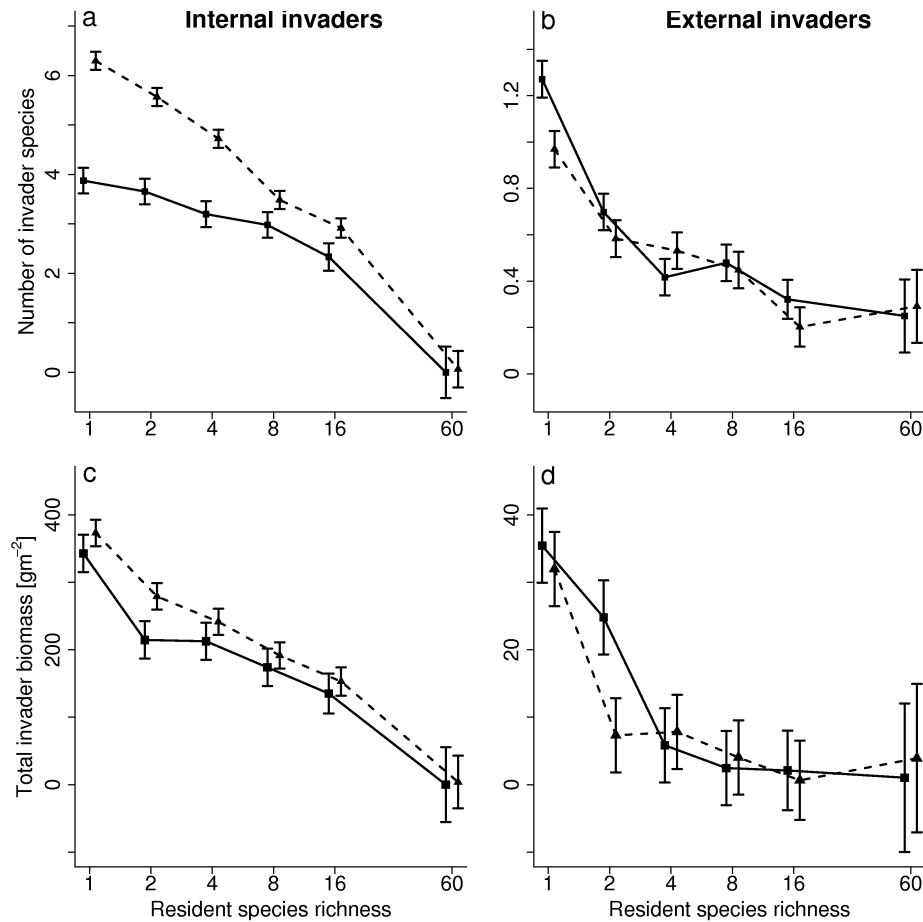 a Internal invaders
Number of invader species
6
4
2
0
1 2 4 8 16 60
b External invaders
1.2
0.8
0.4
0
1 2 4 8 16 60
c
Total invader biomass [gm⁻²]
400
200
0
1 2 4 8 16 60
Resident species richness
d
40
20
0
1 2 4 8 16 60
Resident species richness